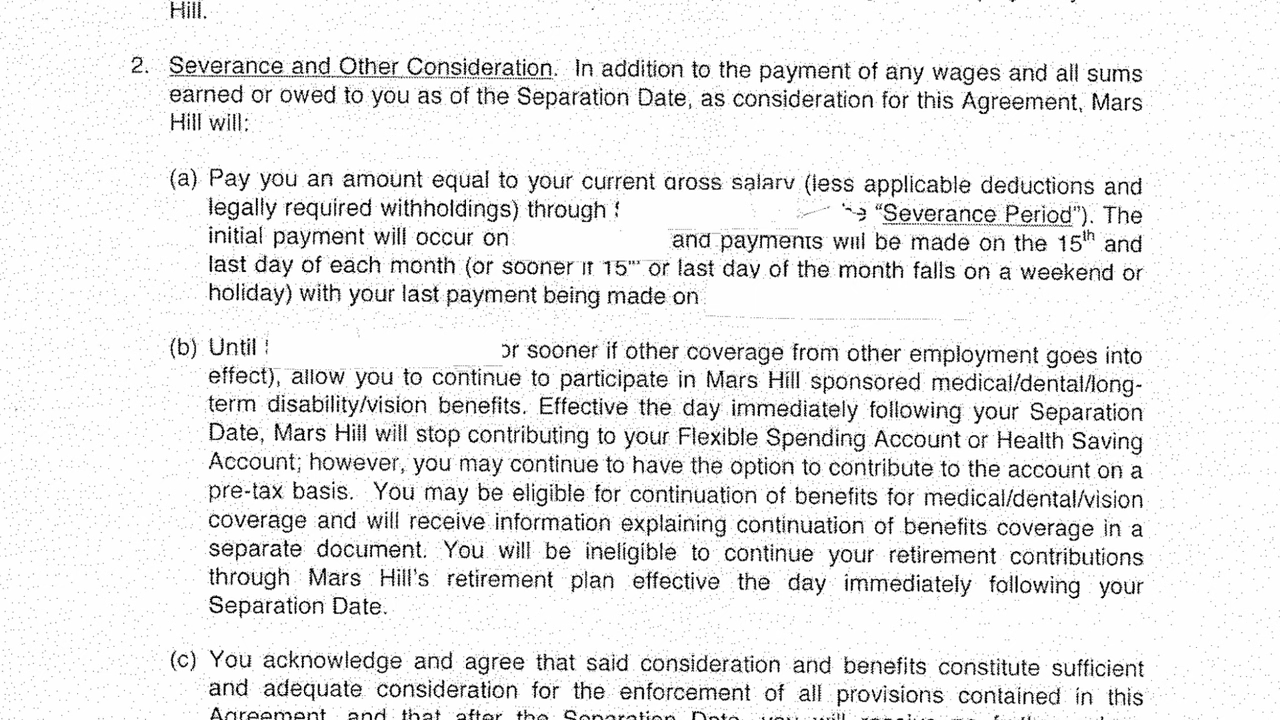 Hill.
2. Severance and Other Consideration. In addition to the payment of any wages and all sums
earned or owed to you as of the Separation Date, as consideration for this Agreement, Mars
Hill will:
(a) Pay you an amount equal to your current gross salary (less applicable deductions and
legally required withholdings) through "Severance Period"). The
initial payment will occur on and payments will be made on the 15th and
last day of each month (or sooner if 15th or last day of the month falls on a weekend or
holiday) with your last payment being made on
(b) Until or sooner if other coverage from other employment goes into
effect), allow you to continue to participate in Mars Hill sponsored medical/dental/long-
term disability/vision benefits. Effective the day immediately following your Separation
Date, Mars Hill will stop contributing to your Flexible Spending Account or Health Saving
Account; however, you may continue to have the option to contribute to the account on a
pre-tax basis. You may be eligible for continuation of benefits for medical/dental/vision
coverage and will receive information explaining continuation of benefits coverage in a
separate document. You will be ineligible to continue your retirement contributions
through Mars Hill's retirement plan effective the day immediately following your
Separation Date.
(c) You acknowledge and agree that said consideration and benefits constitute sufficient
and adequate consideration for the enforcement of all provisions contained in this
Agreement, and that after the Separation Date, you will receive no